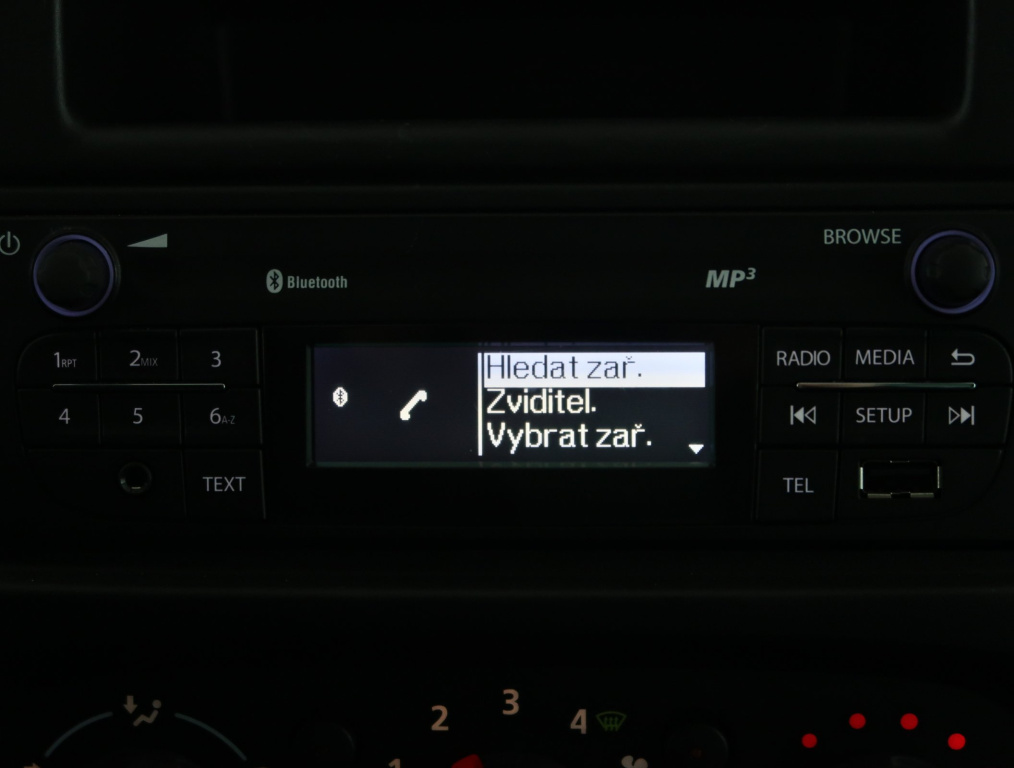 BROWSE
Bluetooth
MP3
1RPT 2MIX 3
4 5 6A-Z
TEXT
Hledat zař.
Zviditel.
Vybrat zař.
RADIO MEDIA
SETUP
TEL
1 2 3 4